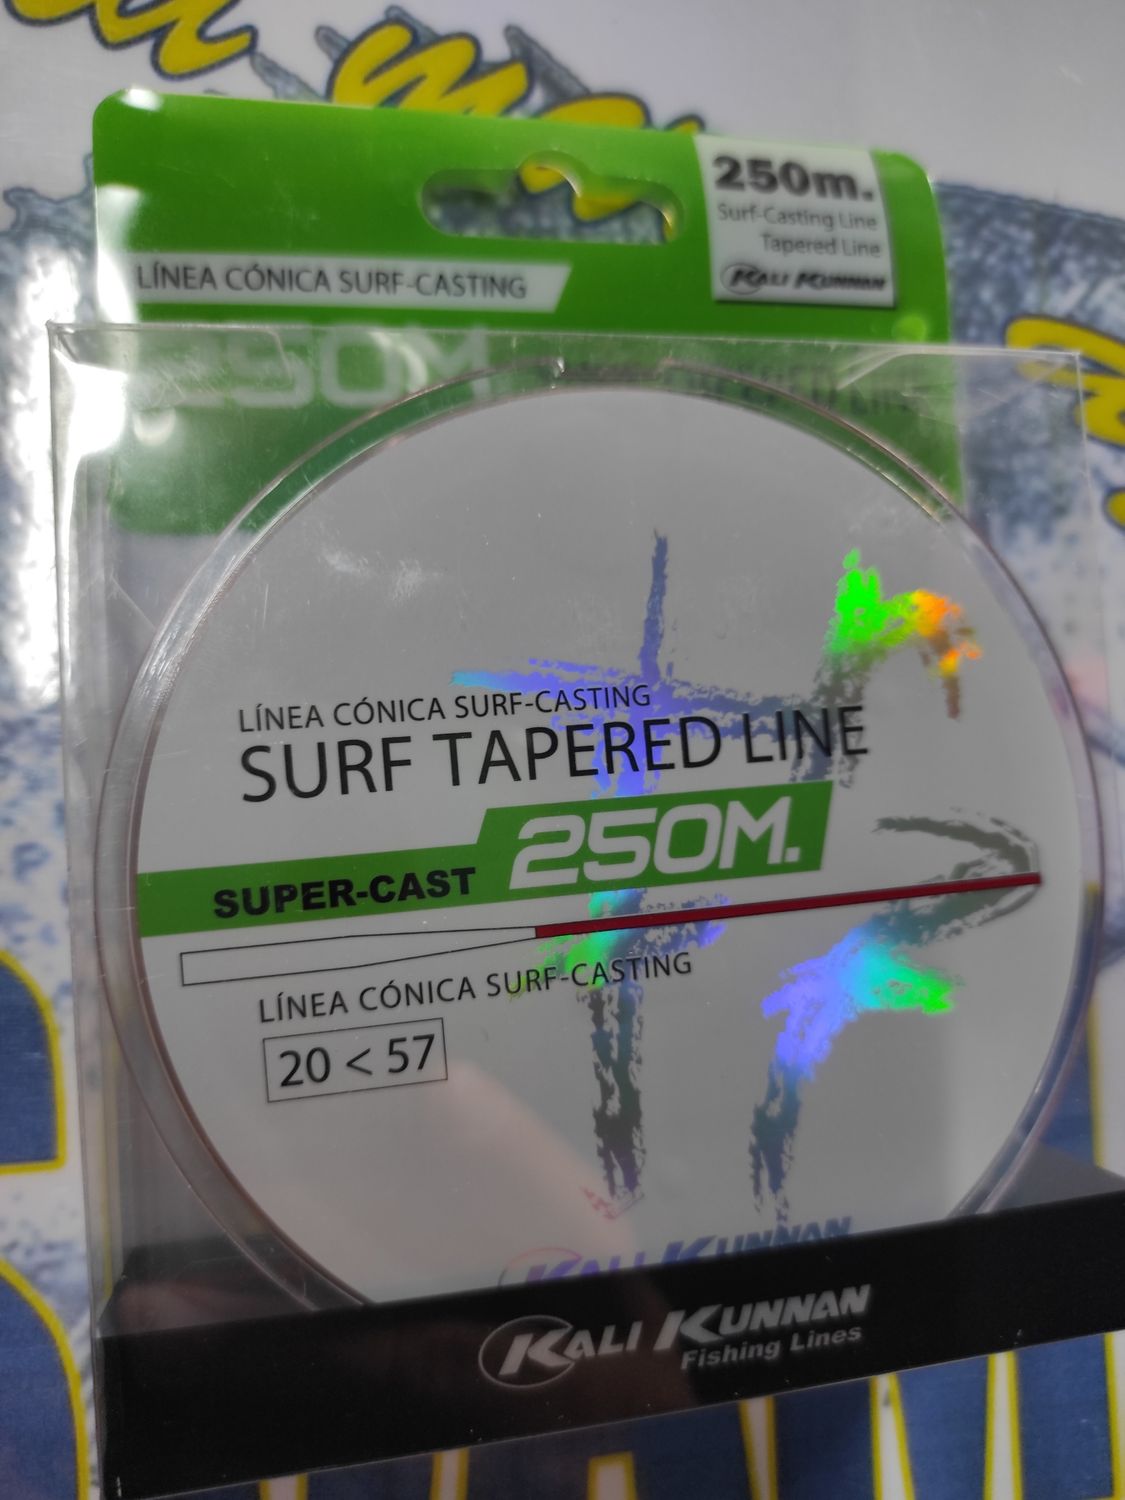 250m.
Surf-Casting Line
Tapered Line
KALI KUNNAN
LÍNEA CÓNICA SURF-CASTING
250M
LÍNEA CÓNICA SURF-CASTING
SURF TAPERED LINE
250M.
SUPER-CAST
LÍNEA CÓNICA SURF-CASTING
20 < 57
KALI KUNNAN
KALI KUNNAN
Fishing Lines